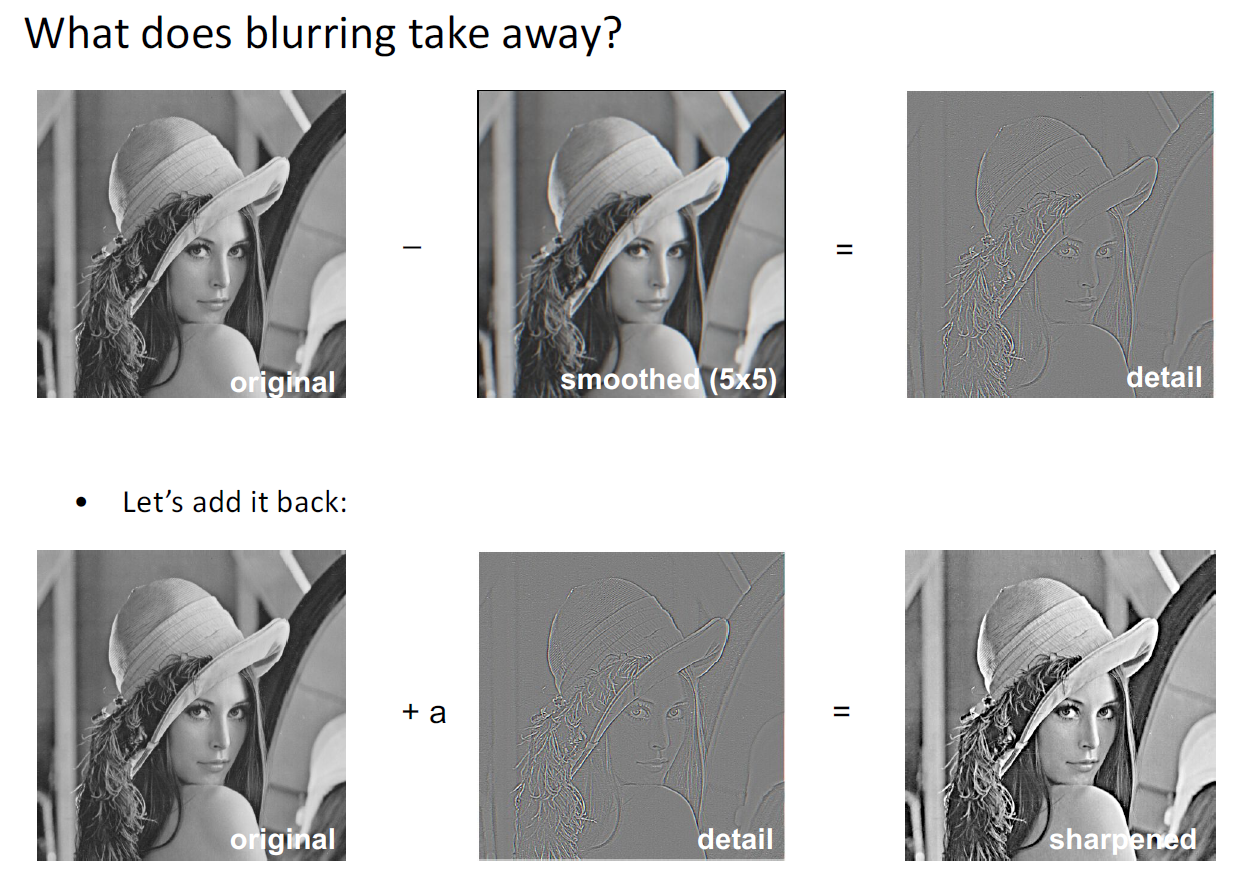 What does blurring take away?
original
–
smoothed (5x5)
=
detail
• Let’s add it back:
original
+ a
detail
=
sharpened